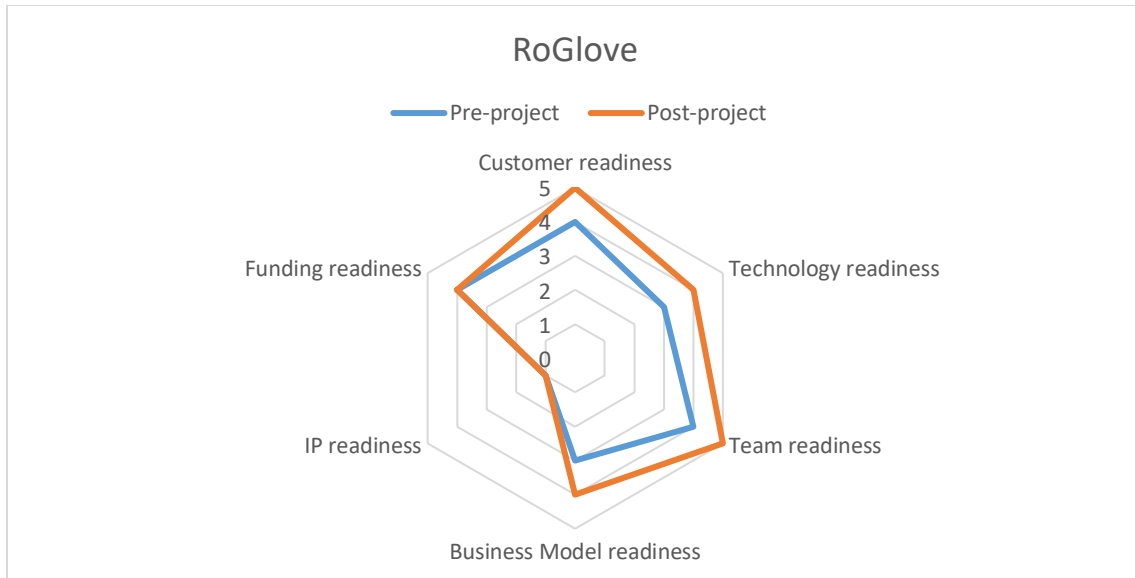 RoGlove
Pre-project Post-project
Customer readiness
5
4
Funding readiness Technology readiness
3
2
1
0
IP readiness Team readiness
Business Model readiness